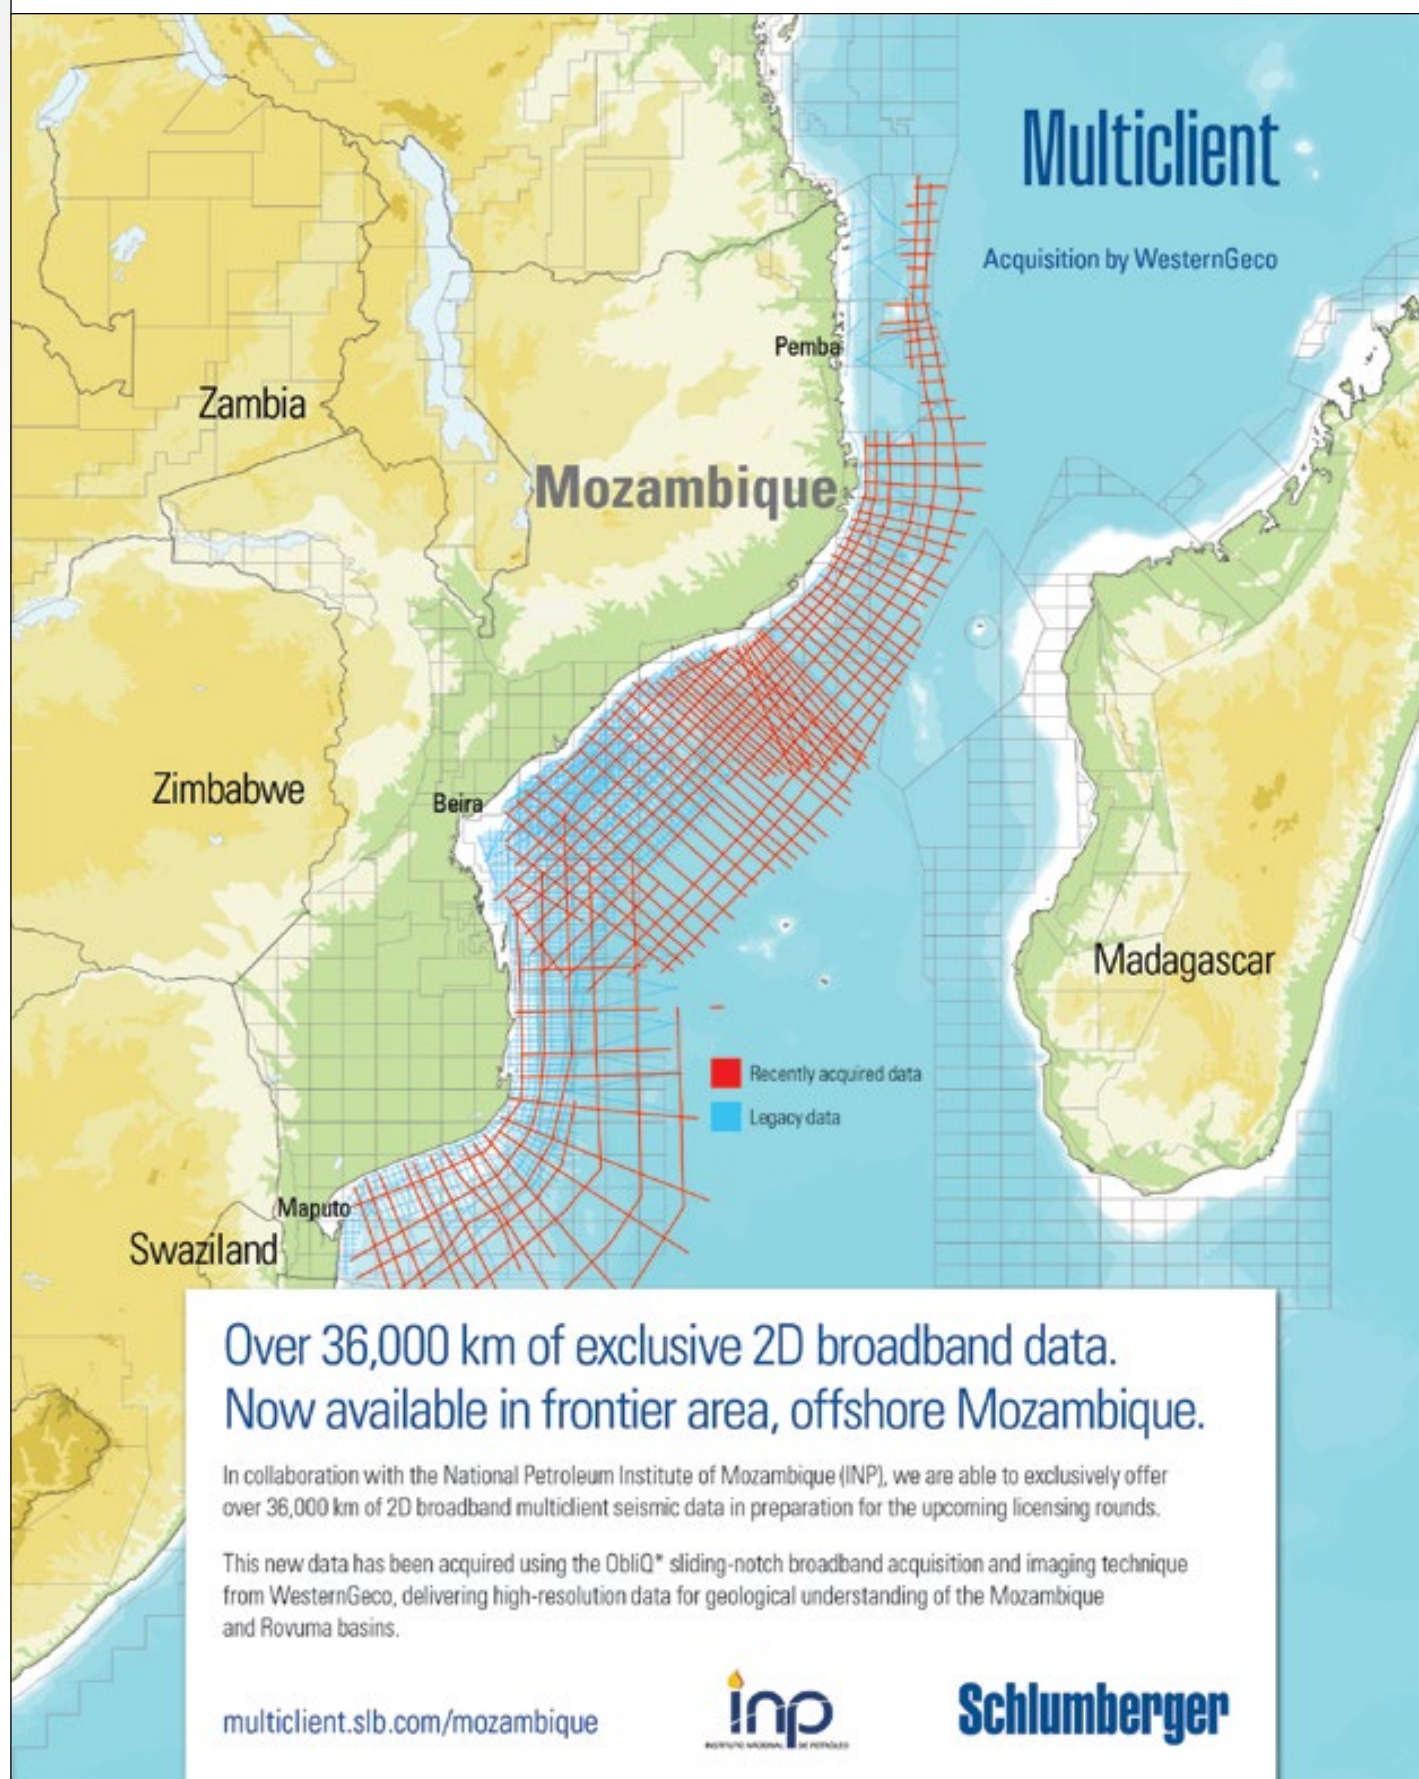 Multiclient
Acquisition by WesternGeco
Pemba
Zambia
Mozambique
Zimbabwe
Beira
Madagascar
Recently acquired data
Legacy data
Maputo
Swaziland
Over 36,000 km of exclusive 2D broadband data.
Now available in frontier area, offshore Mozambique.
In collaboration with the National Petroleum Institute of Mozambique (INP), we are able to exclusively offer
over 36,000 km of 2D broadband multiclient seismic data in preparation for the upcoming licensing rounds.
This new data has been acquired using the ObliQ* sliding-notch broadband acquisition and imaging technique
from WesternGeco, delivering high-resolution data for geological understanding of the Mozambique
and Rovuma basins.
multiclient.slb.com/mozambique
inp
INSTITUTO NACIONAL DE PETRÓLEO
Schlumberger